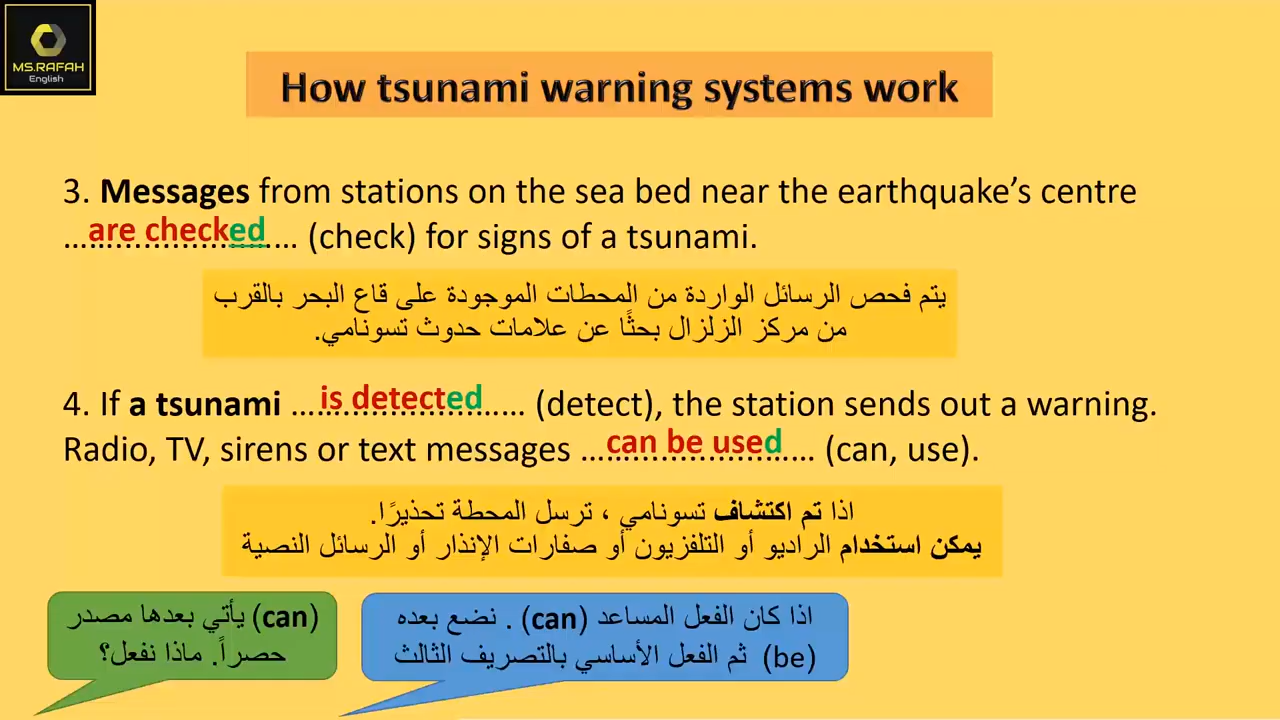 MS.RAFAH
English
How tsunami warning systems work
3. Messages from stations on the sea bed near the earthquake’s centre
are checked
........................... (check) for signs of a tsunami.
يتم فحص الرسائل الواردة من المحطات الموجودة على قاع البحر بالقرب
من مركز الزلزال بحثًا عن علامات حدوث تسونامي.
4. If a tsunami ...is detected... (detect), the station sends out a warning.
Radio, TV, sirens or text messages ...can be used... (can, use).
اذا تم اكتشاف تسونامي ، ترسل المحطة تحذيرًا.
يمكن استخدام الراديو أو التلفزيون أو صفارات الإنذار أو الرسائل النصية
(can) يأتي بعدها مصدر
حصراً. ماذا نفعل؟
اذا كان الفعل المساعد (can) . نضع بعده
(be) ثم الفعل الأساسي بالتصريف الثالث